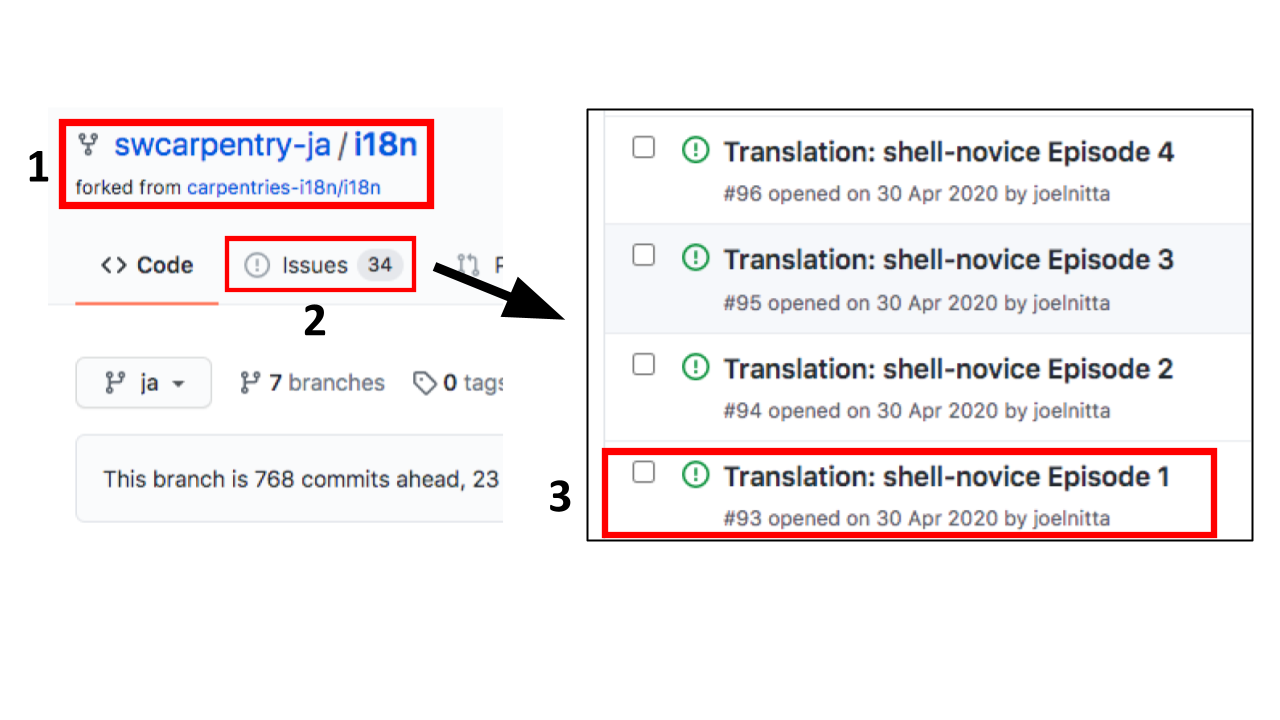 1
swcarpentry-ja / i18n
forked from carpentries-i18n/i18n
<> Code
Issues 34
2
ja
7 branches
0 tags
This branch is 768 commits ahead, 23
Translation: shell-novice Episode 4
#96 opened on 30 Apr 2020 by joelnitta
Translation: shell-novice Episode 3
#95 opened on 30 Apr 2020 by joelnitta
Translation: shell-novice Episode 2
#94 opened on 30 Apr 2020 by joelnitta
3
Translation: shell-novice Episode 1
#93 opened on 30 Apr 2020 by joelnitta